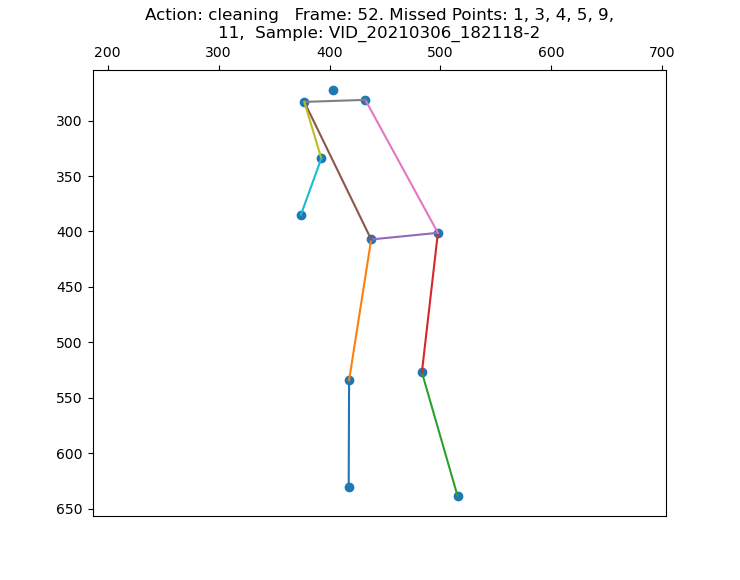 Action: cleaning   Frame: 52. Missed Points: 1, 3, 4, 5, 9,
11,  Sample: VID_20210306_182118-2
200 300 400 500 600 700
300
350
400
450
500
550
600
650